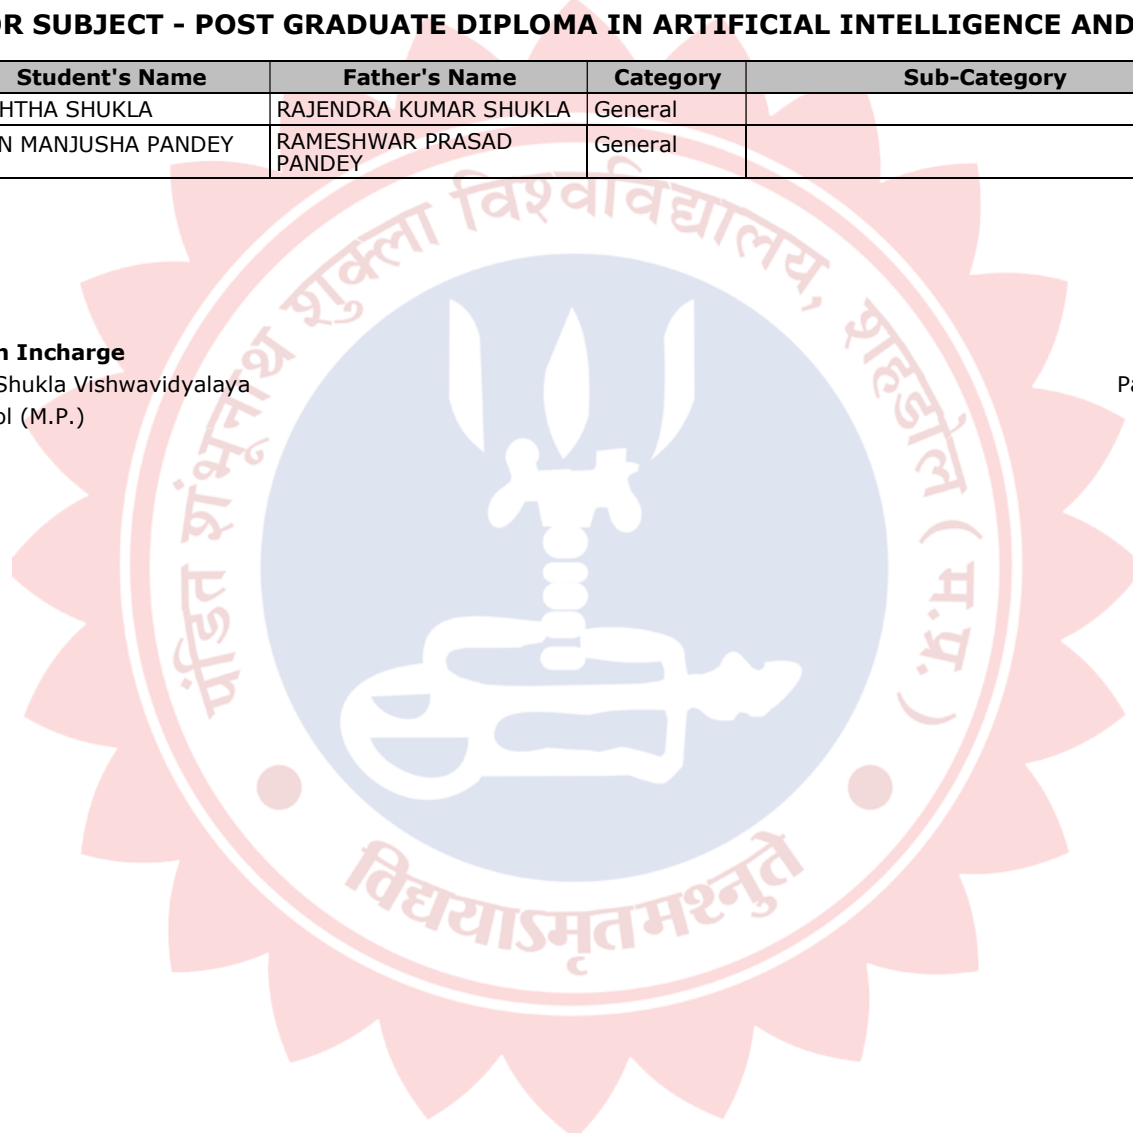 OR SUBJECT - POST GRADUATE DIPLOMA IN ARTIFICIAL INTELLIGENCE AND
Student's Name Father's Name Category Sub-Category
HTHA SHUKLA RAJENDRA KUMAR SHUKLA General
N MANJUSHA PANDEY RAMESHWAR PRASAD PANDEY General
n Incharge
Shukla Vishwavidyalaya Pa
ol (M.P.)
पंडित शंभूनाथ शुक्ला विश्वविद्यालय, शहडोल (म.प्र.)
विद्ययाऽमृतमश्नुते